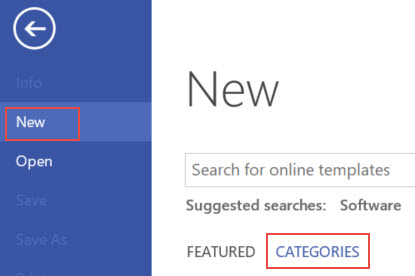 Info
New
Open
Save
Save As
New
Search for online templates
Suggested searches: Software
FEATURED CATEGORIES